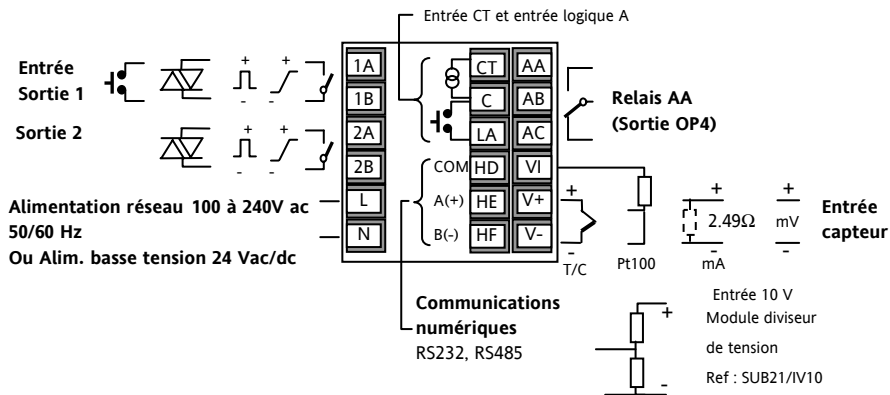 Entrée CT et entrée logique A
Entrée
Sortie 1
+ +
- -
1A
1B
CT
C
LA
AA
AB
AC
Relais AA
(Sortie OP4)
Sortie 2
+ +
- -
2A
2B
COM
HD
VI
Alimentation réseau 100 à 240V ac
50/60 Hz
Ou Alim. basse tension 24 Vac/dc
L
N
A(+)
HE
V+
B(-)
HF
V-
+
-
T/C
Pt100
+
2.49Ω
-
mA
+
mV
-
Entrée
capteur
Communications
numériques
RS232, RS485
Entrée 10 V
+
Module diviseur
de tension
Ref : SUB21/IV10
-